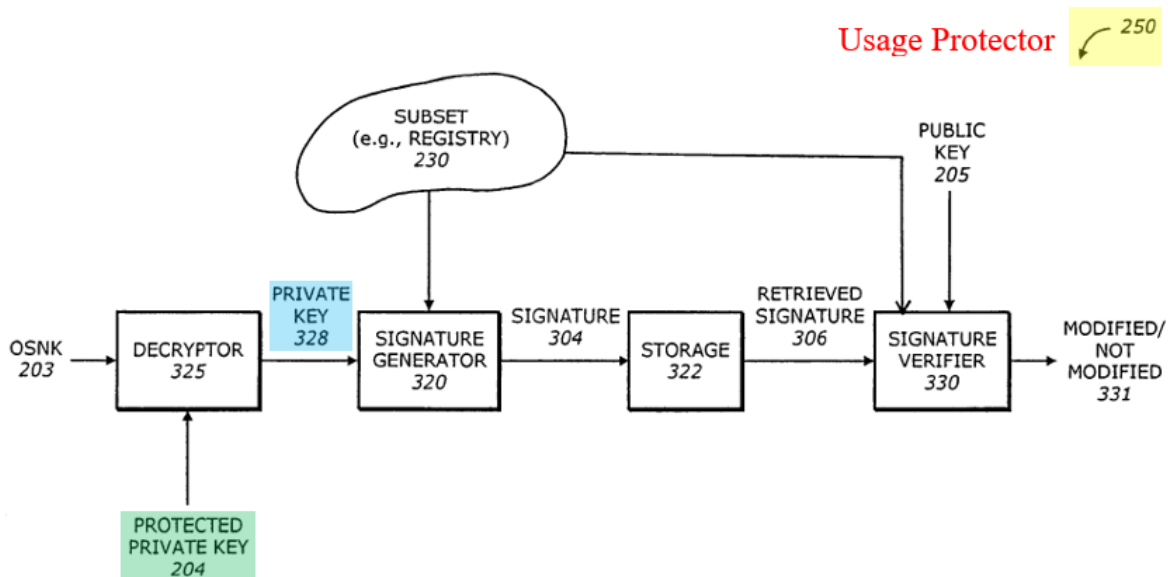 Usage Protector
250
SUBSET
(e.g., REGISTRY)
230
PUBLIC
KEY
205
PRIVATE
KEY
328
OSNK
203
DECRYPTOR
325
SIGNATURE
GENERATOR
320
SIGNATURE
304
STORAGE
322
RETRIEVED
SIGNATURE
306
SIGNATURE
VERIFIER
330
MODIFIED/
NOT
MODIFIED
331
PROTECTED
PRIVATE KEY
204